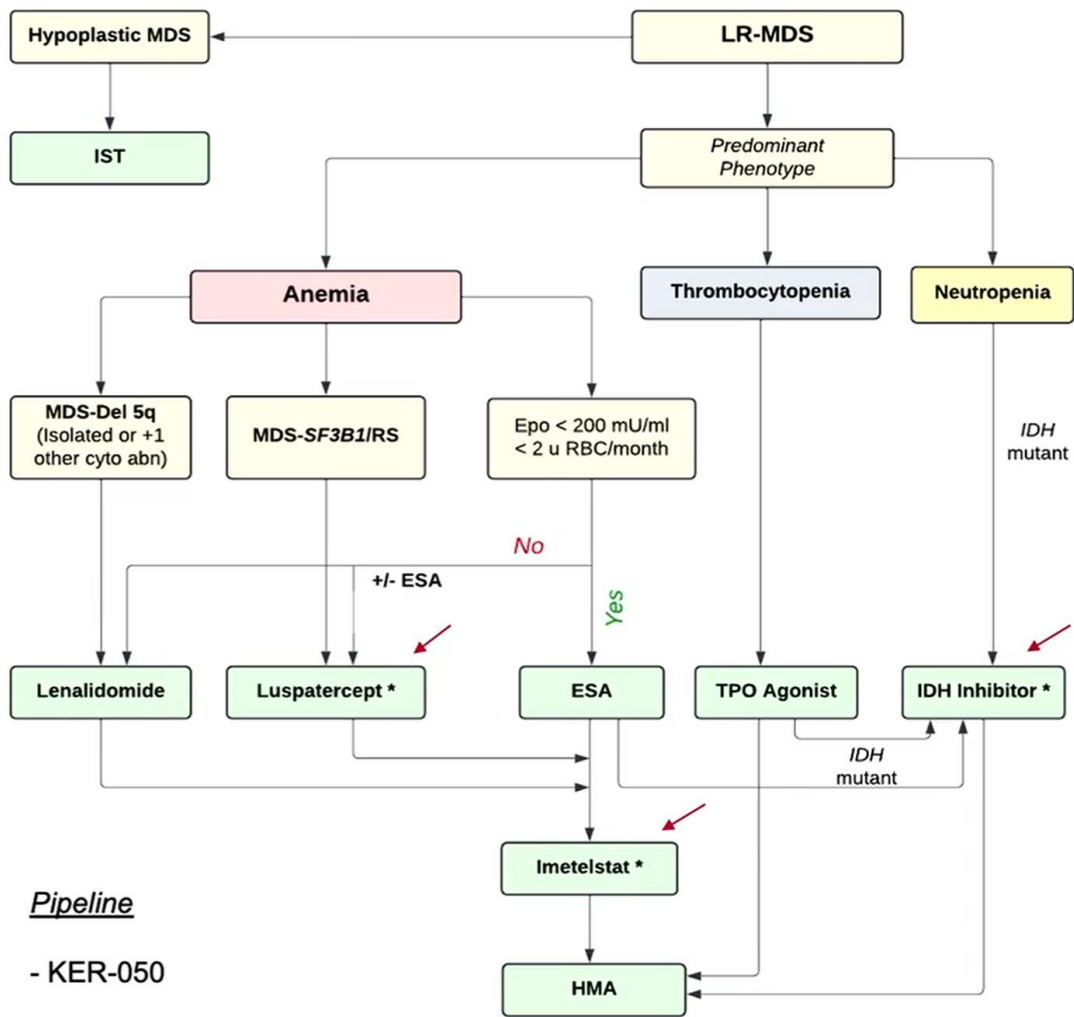 Hypoplastic MDS
LR-MDS
IST
Predominant
Phenotype
Anemia
Thrombocytopenia
Neutropenia
MDS-Del 5q
(Isolated or +1
other cyto abn)
MDS-SF3B1/RS
Epo < 200 mU/ml
< 2 u RBC/month
IDH
mutant
No
+/- ESA
Yes
Lenalidomide
Luspatercept *
ESA
TPO Agonist
IDH Inhibitor *
IDH
mutant
Imetelstat *
Pipeline
- KER-050
HMA